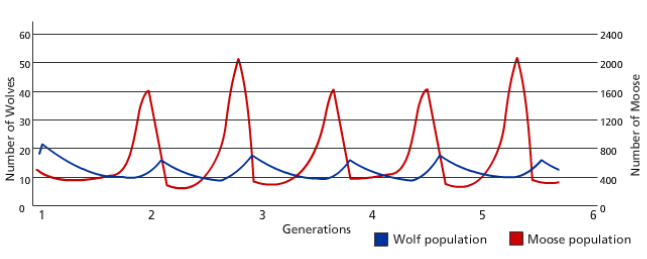 60
50
40
30
20
10
0
Number of Wolves
2400
2000
1600
1200
800
400
0
Number of Moose
1 2 3 4 5 6
Generations
Wolf population
Moose population